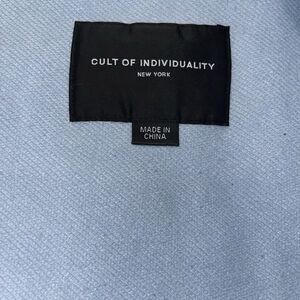 CULT OF INDIVIDUALITY
NEW YORK
MADE IN
CHINA